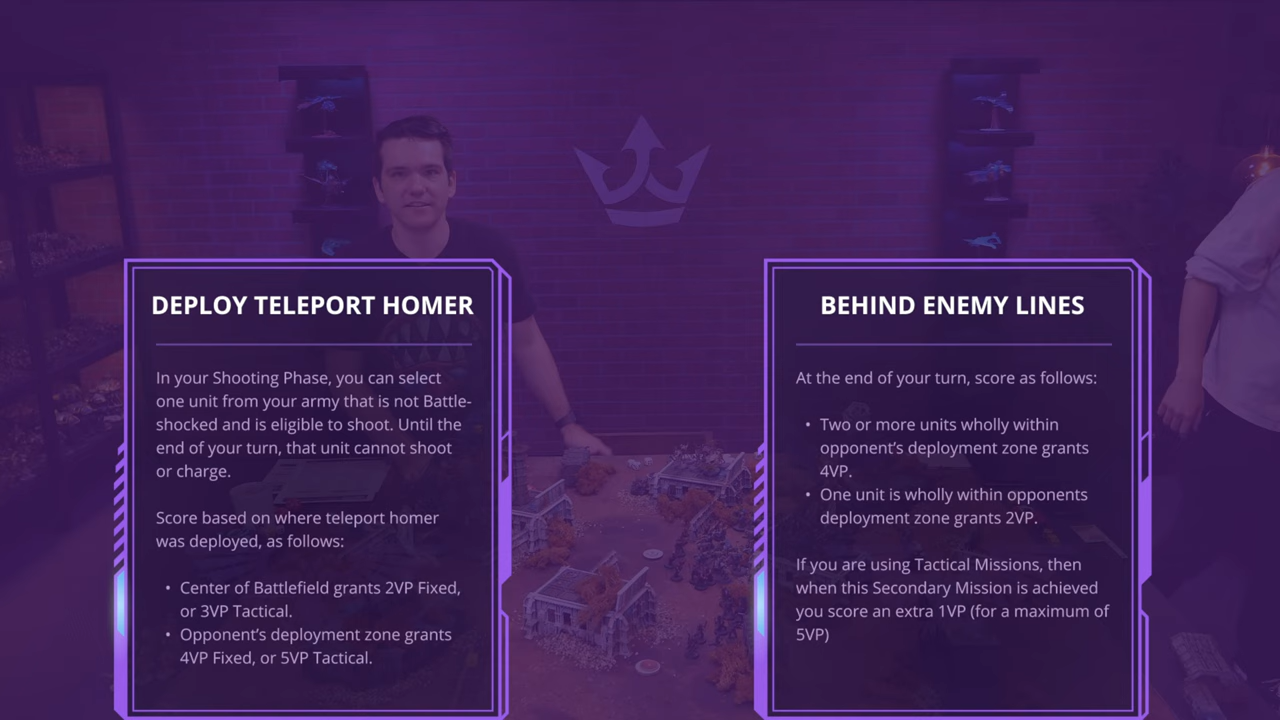 DEPLOY TELEPORT HOMER
In your Shooting Phase, you can select
one unit from your army that is not Battle-
shocked and is eligible to shoot. Until the
end of your turn, that unit cannot shoot
or charge.
Score based on where teleport homer
was deployed, as follows:
• Center of Battlefield grants 2VP Fixed,
or 3VP Tactical.
• Opponent’s deployment zone grants
4VP Fixed, or 5VP Tactical.
BEHIND ENEMY LINES
At the end of your turn, score as follows:
• Two or more units wholly within
opponent’s deployment zone grants
4VP.
• One unit is wholly within opponents
deployment zone grants 2VP.
If you are using Tactical Missions, then
when this Secondary Mission is achieved
you score an extra 1VP (for a maximum of
5VP)